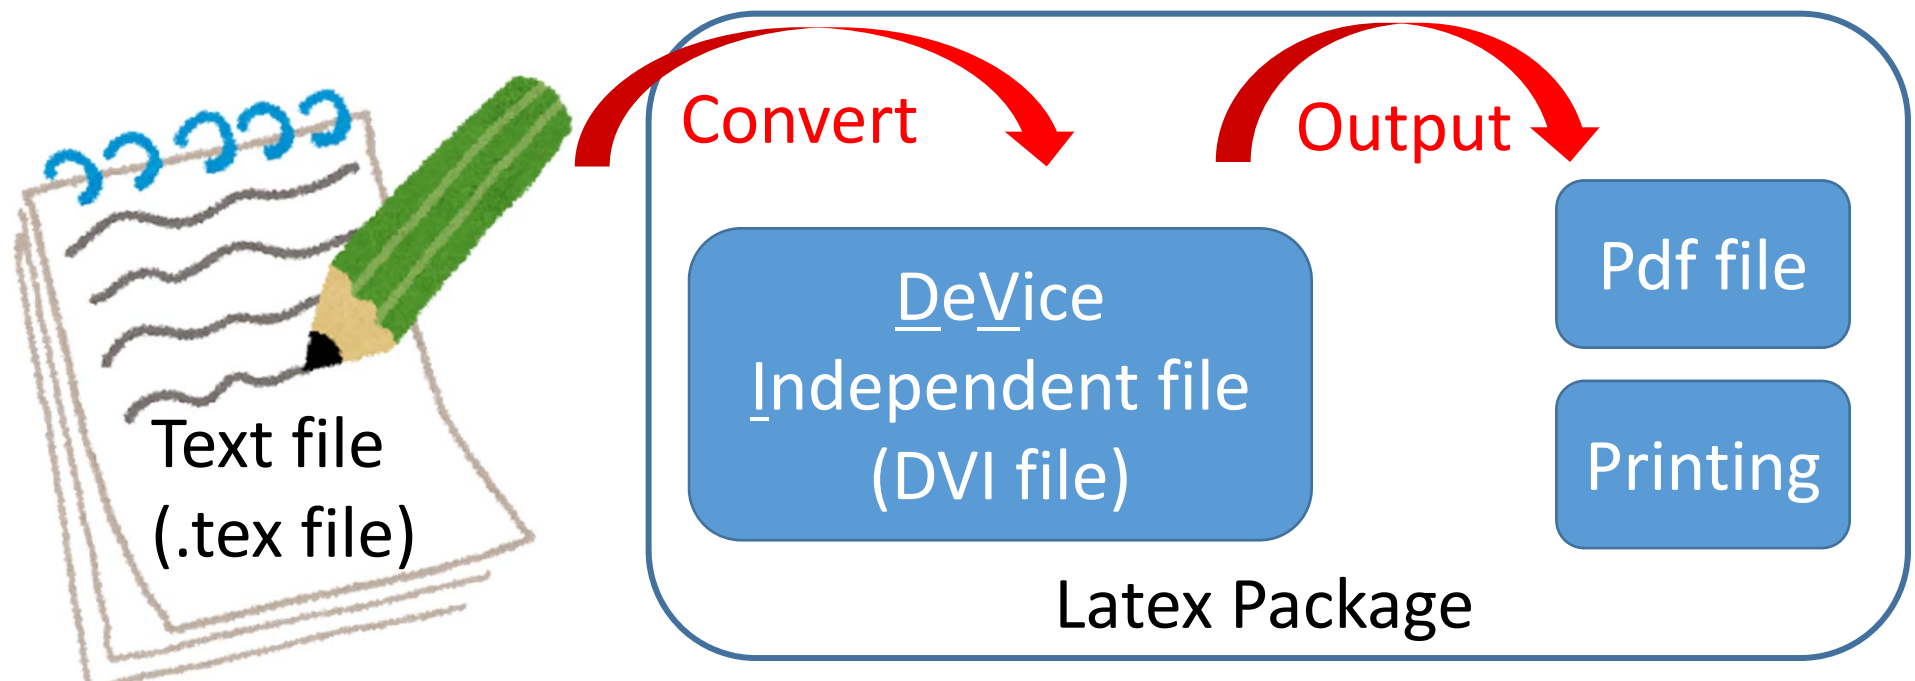 Convert
Output
Text file
(.tex file)
DeVice
Independent file
(DVI file)
Pdf file
Printing
Latex Package